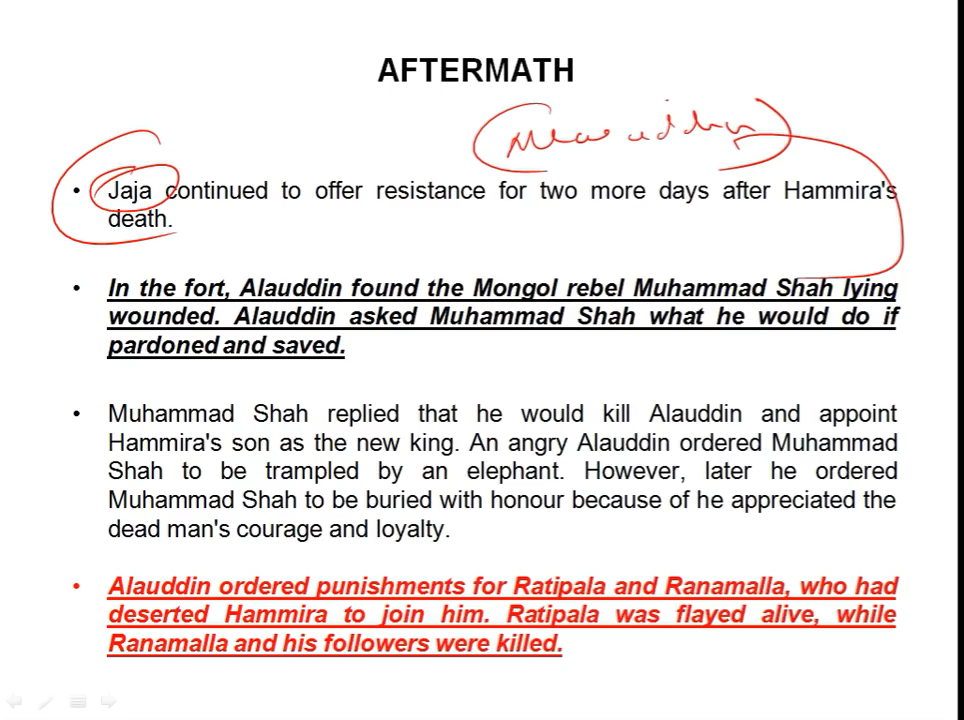 AFTERMATH
• Jaja continued to offer resistance for two more days after Hammira's
death.
• In the fort, Alauddin found the Mongol rebel Muhammad Shah lying
wounded. Alauddin asked Muhammad Shah what he would do if
pardoned and saved.
• Muhammad Shah replied that he would kill Alauddin and appoint
Hammira's son as the new king. An angry Alauddin ordered Muhammad
Shah to be trampled by an elephant. However, later he ordered
Muhammad Shah to be buried with honour because of he appreciated the
dead man's courage and loyalty.
• Alauddin ordered punishments for Ratipala and Ranamalla, who had
deserted Hammira to join him. Ratipala was flayed alive, while
Ranamalla and his followers were killed.